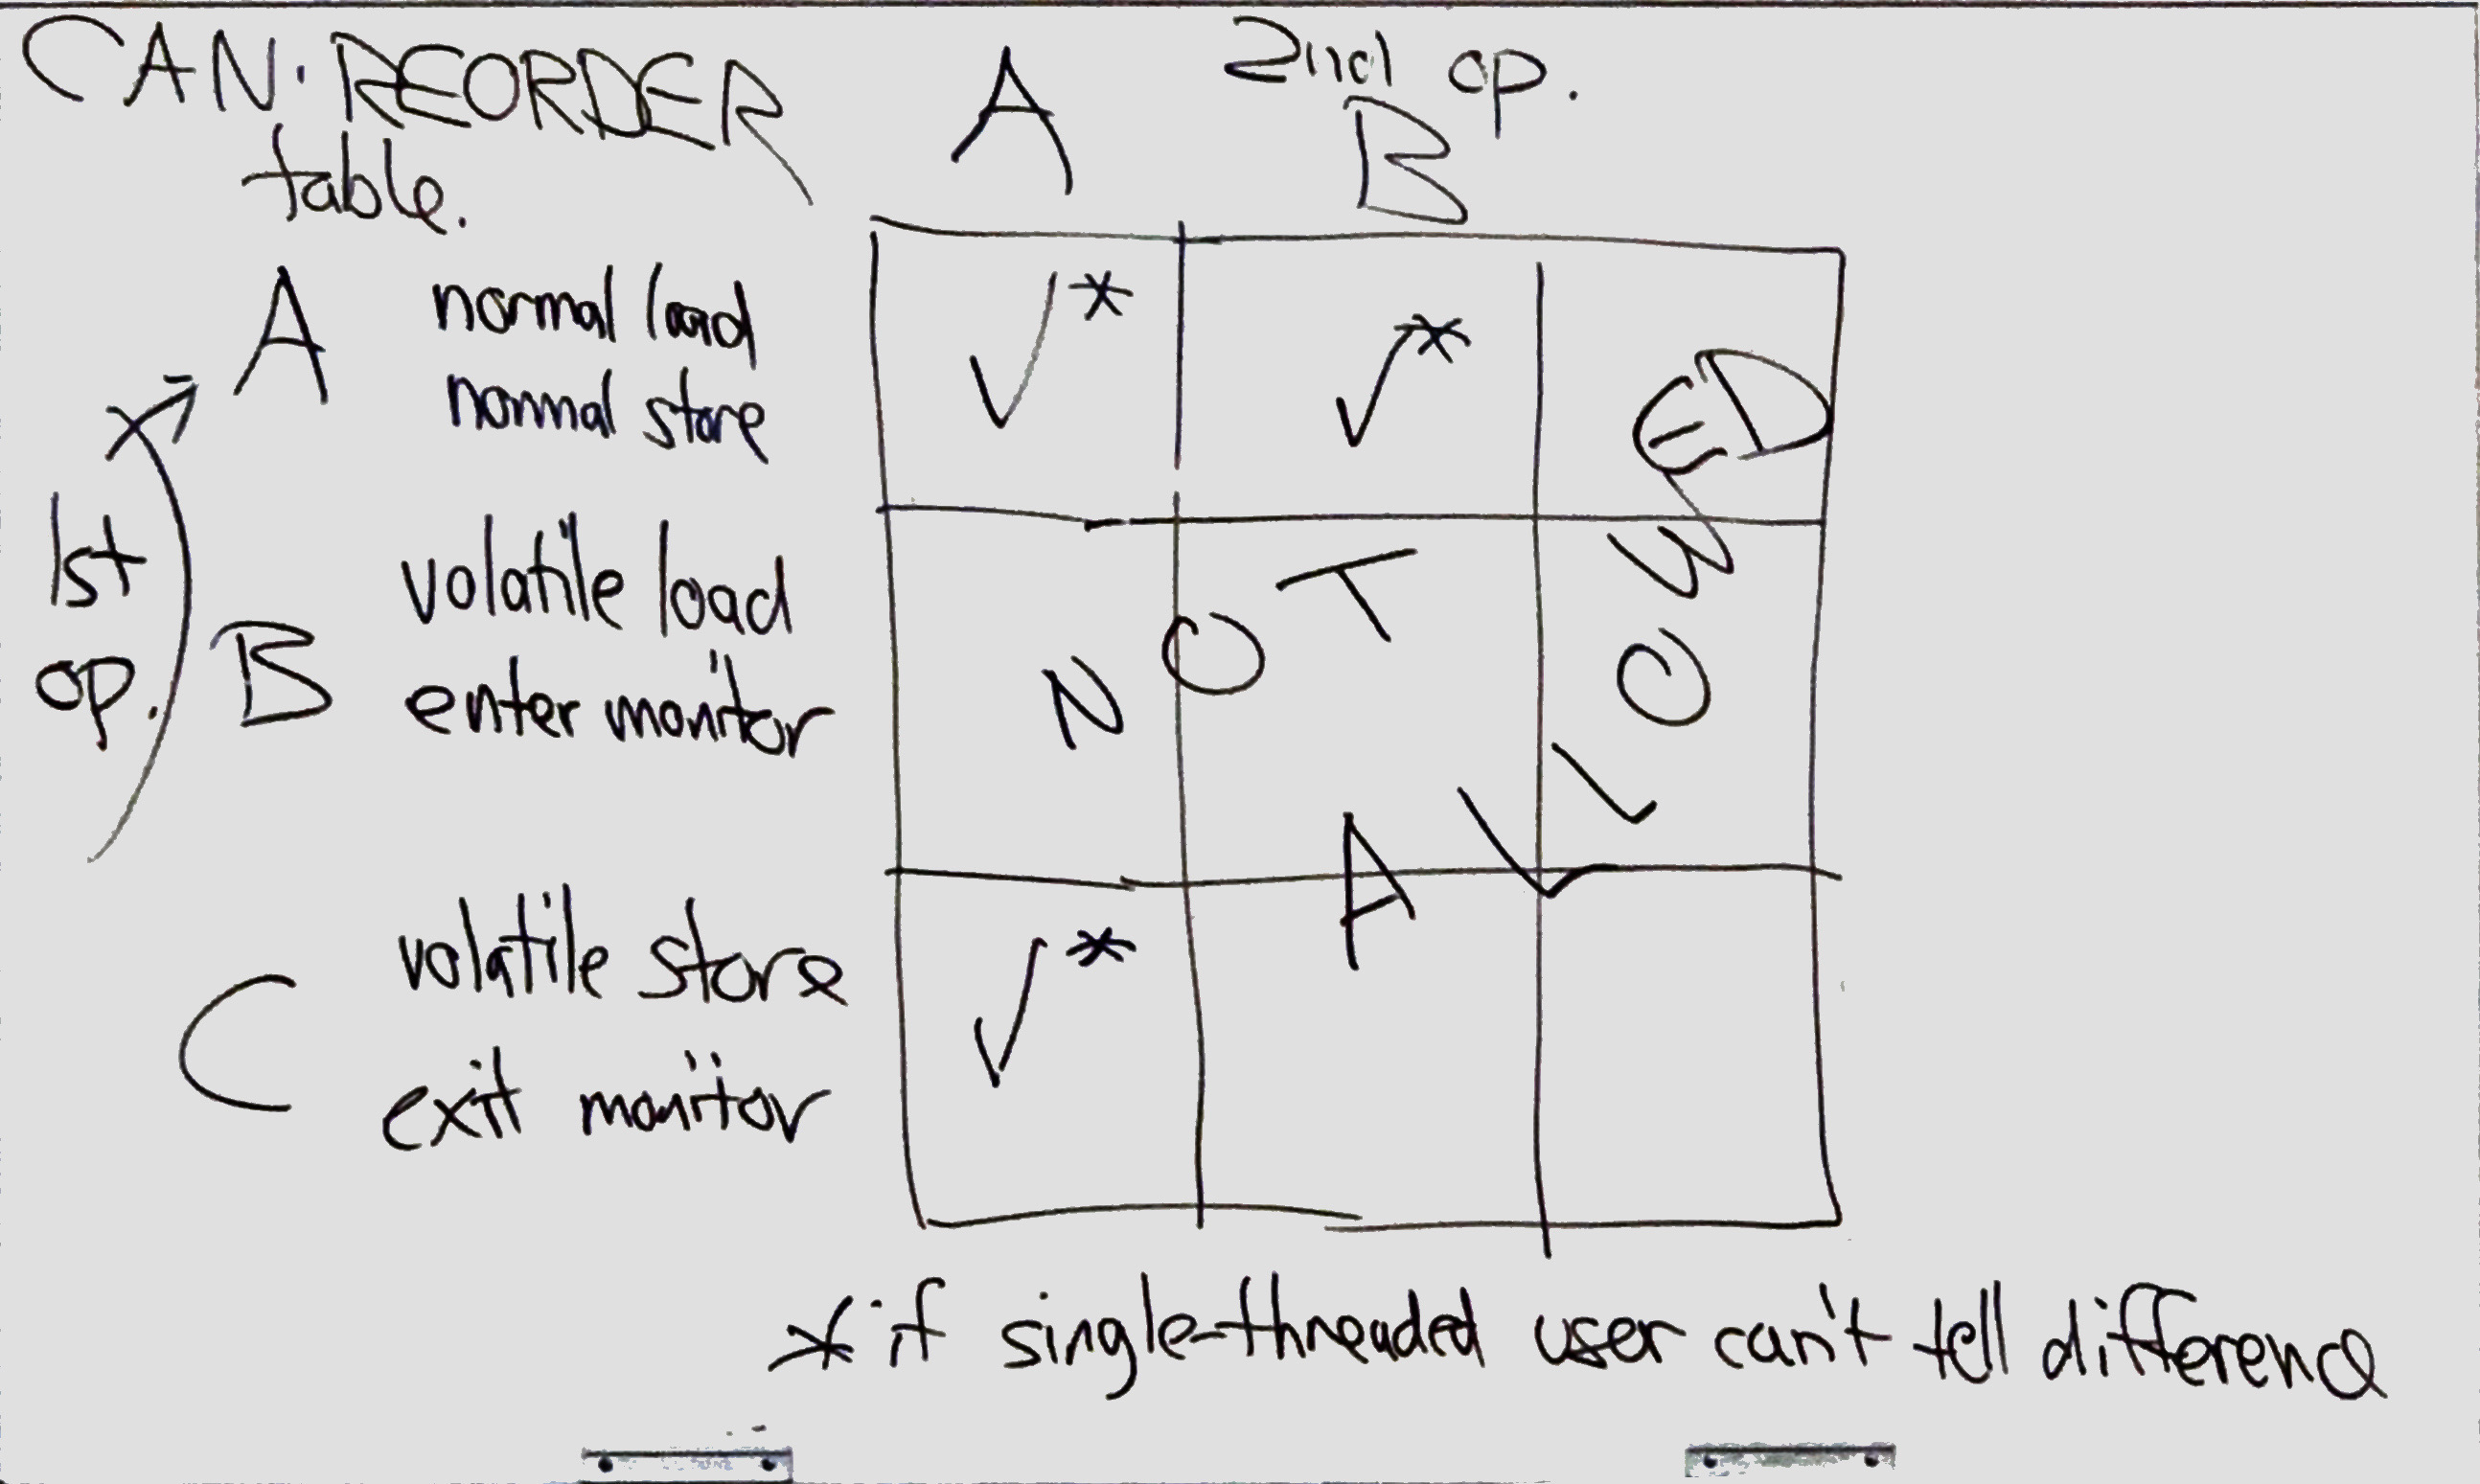 CAN·REORDER
table.
2nd op.
A
B
A
normal load
normal store
√*
√*
1st
op.
B
volatile load
enter monitor
NOT
ALLOWED
C
volatile store
exit monitor
√*
* if single-threaded user can't tell difference